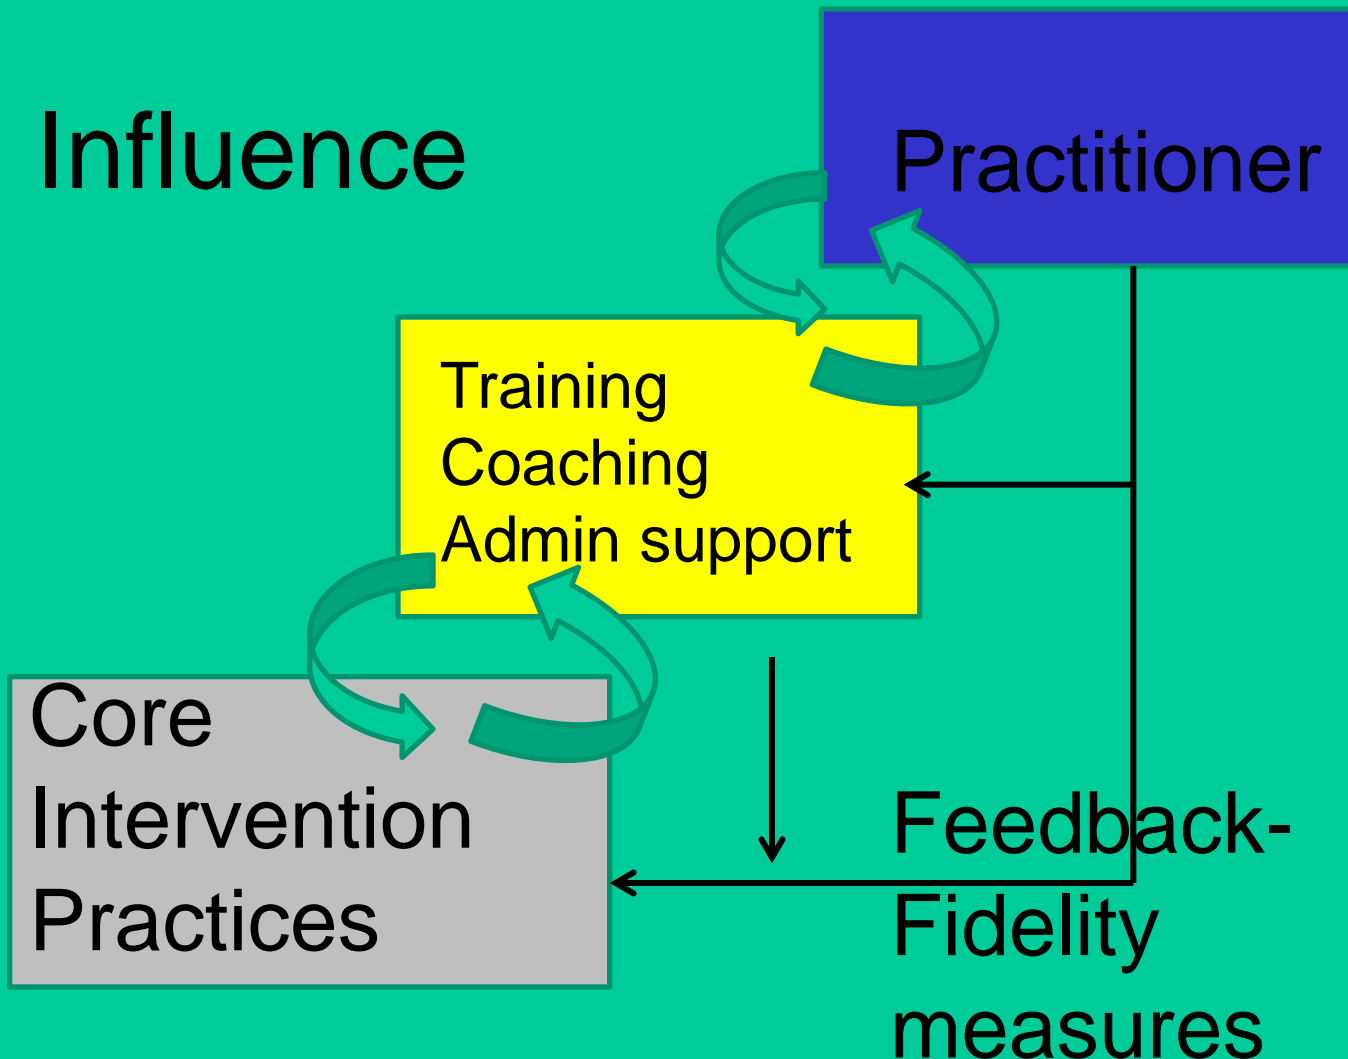 Influence
Practitioner
Training
Coaching
Admin support
Core
Intervention
Practices
Feedback-
Fidelity
measures